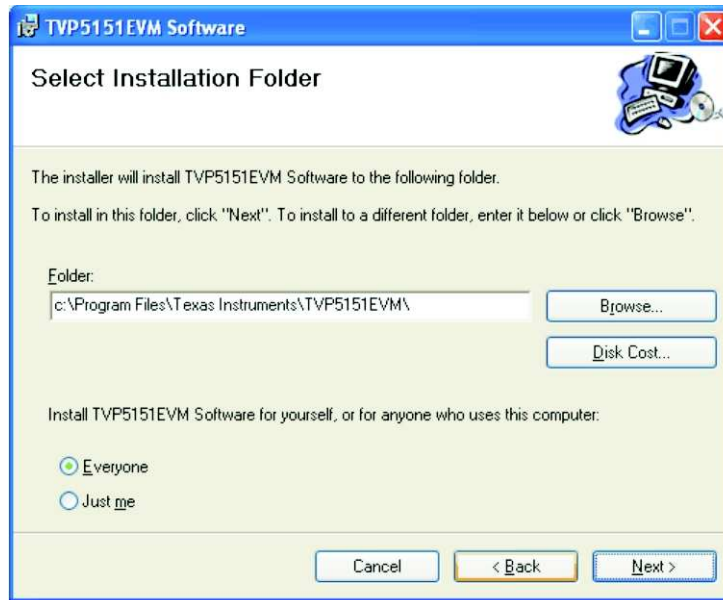 TVP5151EVM Software
Select Installation Folder
The installer will install TVP5151EVM Software to the following folder.
To install in this folder, click "Next". To install to a different folder, enter it below or click "Browse".
Folder:
c:\Program Files\Texas Instruments\TVP5151EVM\
Browse...
Disk Cost...
Install TVP5151EVM Software for yourself, or for anyone who uses this computer:
Everyone
Just me
Cancel
< Back
Next >